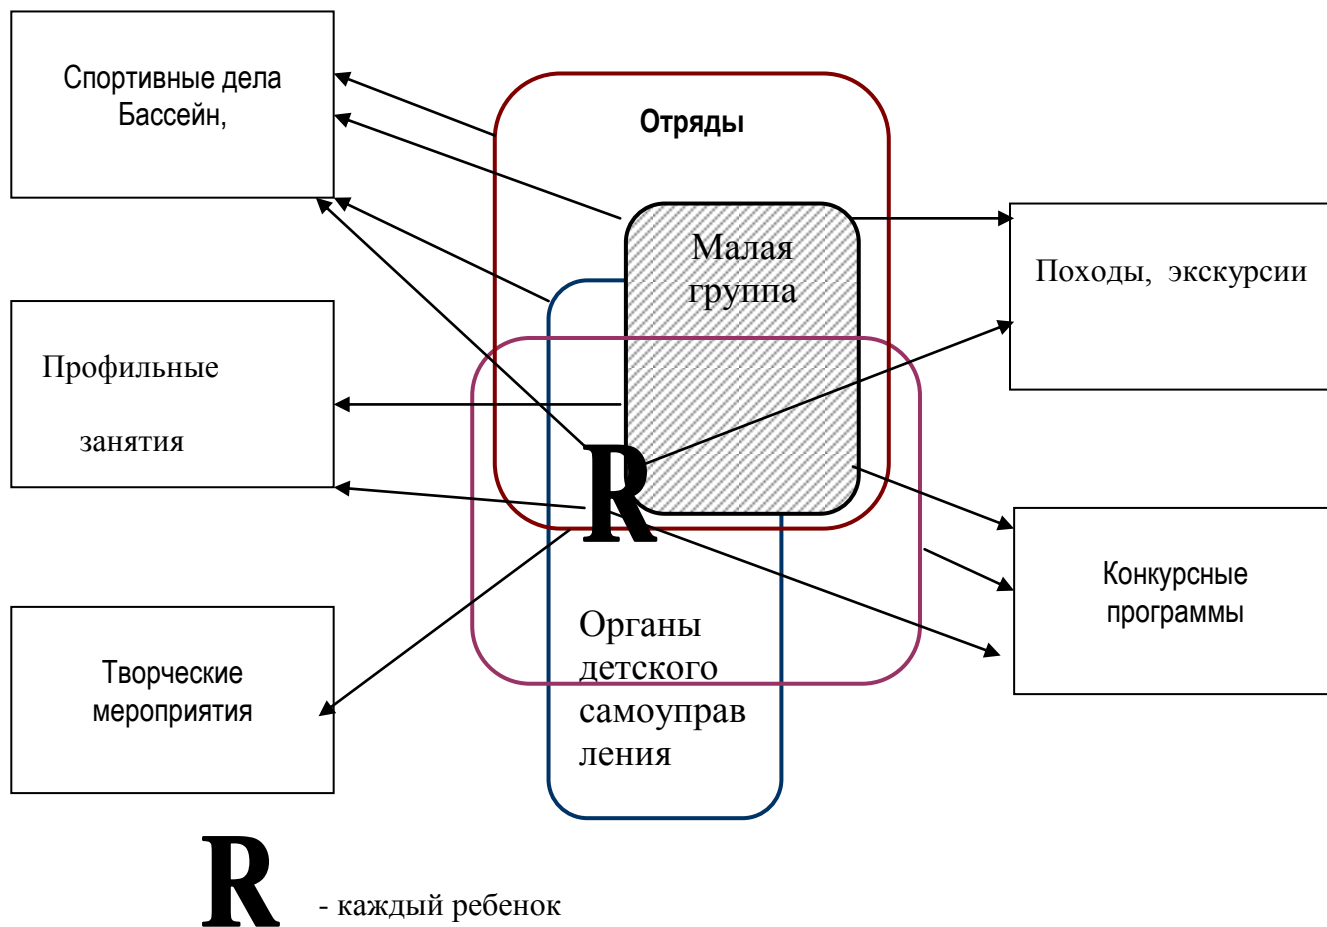 Спортивные дела
Бассейн,
Отряды
Малая
группа
Походы, экскурсии
Профильные
занятия
R
Конкурсные
программы
Органы
детского
самоуправ
ления
Творческие
мероприятия
R - каждый ребенок